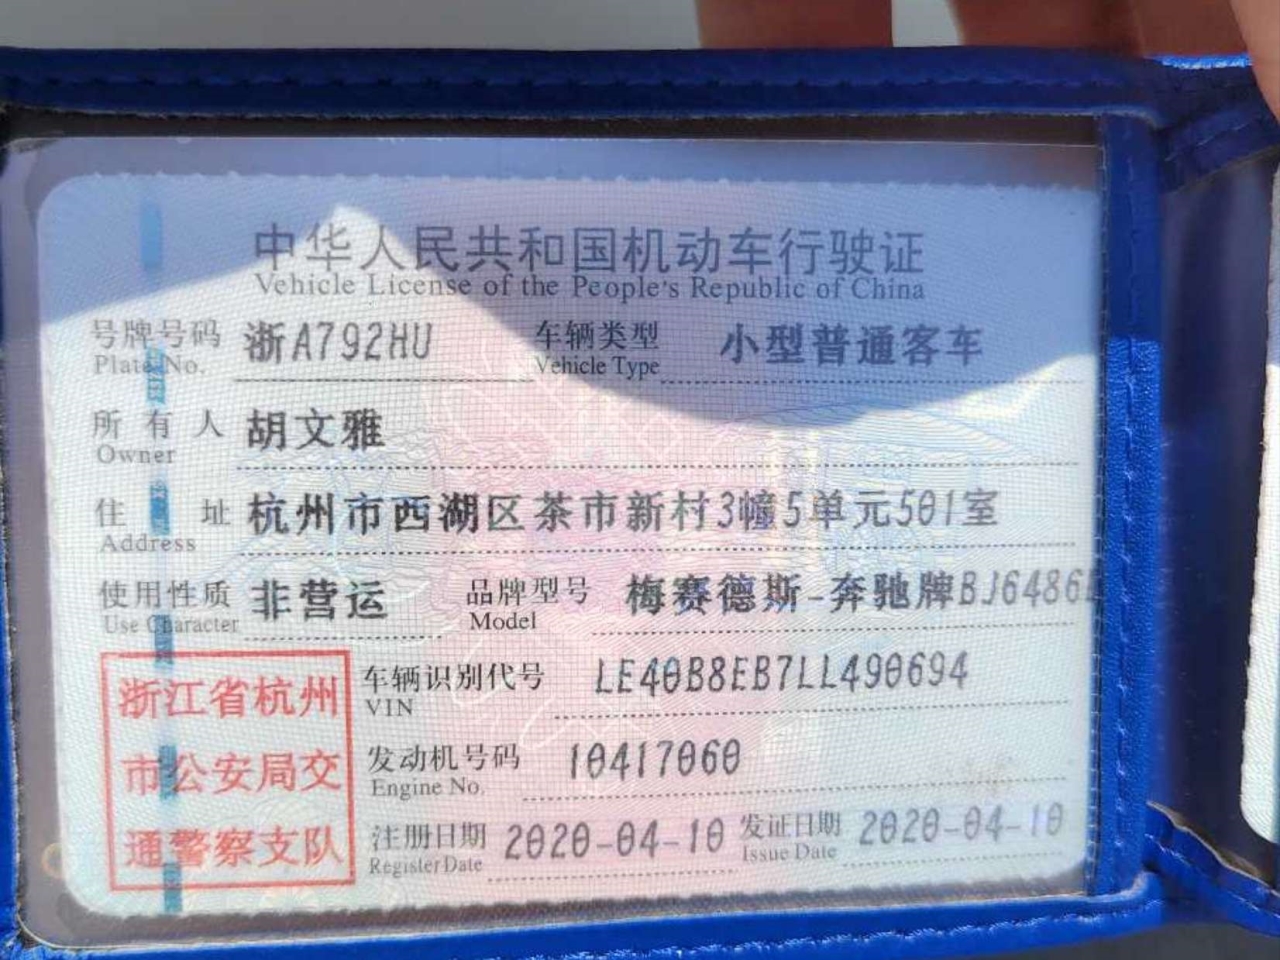 中华人民共和国机动车行驶证
Vehicle License of the People's Republic of China
号牌号码 浙A792HU 车辆类型 小型普通客车
Plate No. Vehicle Type
所有人 胡文雅
Owner
住址 杭州市西湖区茶市新村3幢5单元501室
Address
使用性质 非营运 品牌型号 梅赛德斯-奔驰牌BJ6486
Use Character Model
浙江省杭州
市公安局交
通警察支队
车辆识别代号 LE40B8EB7LL490694
VIN
发动机号码 10417060
Engine No.
注册日期 2020-04-10 发证日期 2020-04-10
Register Date Issue Date